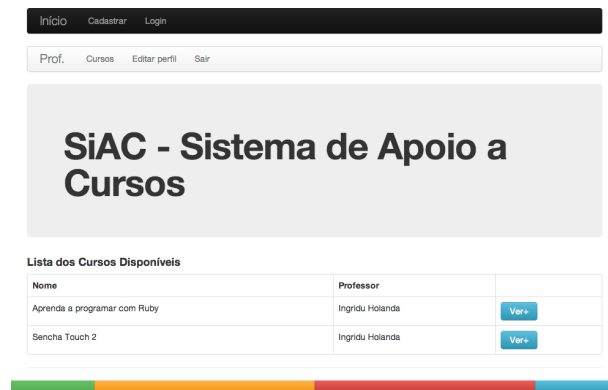 Início Cadastrar Login
Prof. Cursos Editar perfil Sair
SiAC - Sistema de Apoio a
Cursos
Lista dos Cursos Disponíveis
Nome Professor
Aprenda a programar com Ruby Ingridu Holanda Ver+
Sencha Touch 2 Ingridu Holanda Ver+